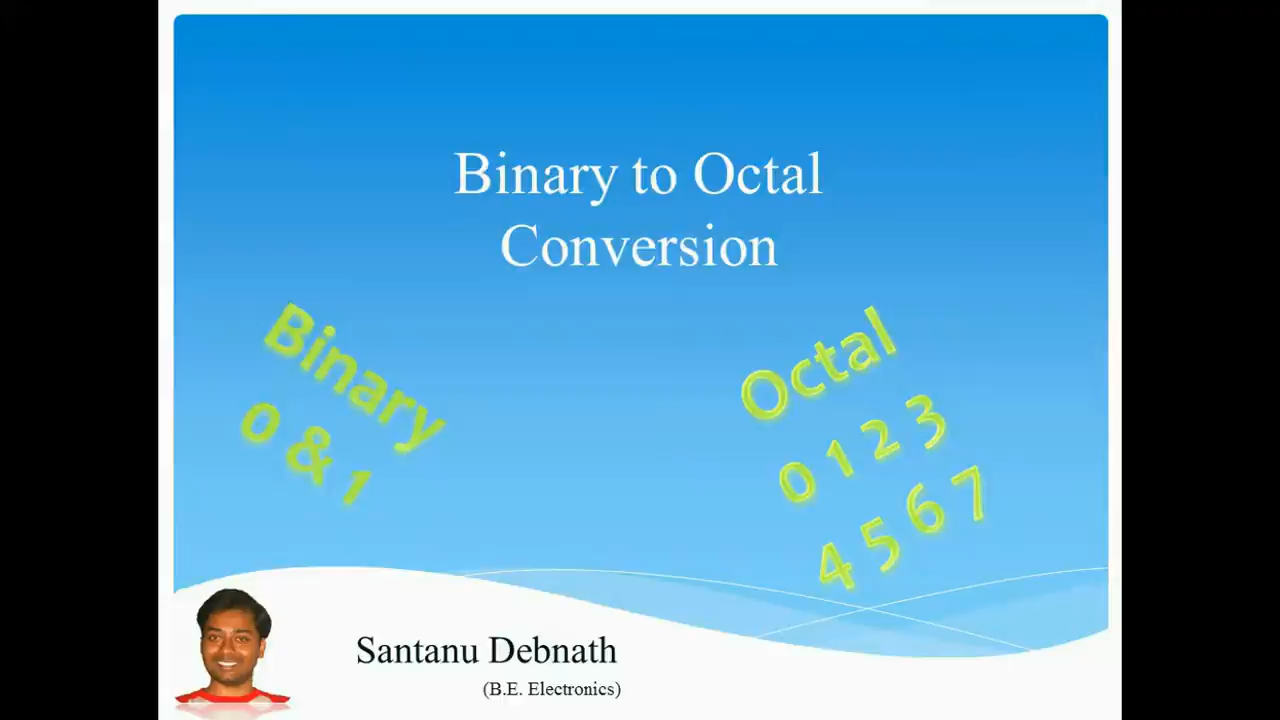 Binary to Octal
Conversion
Binary
0 & 1
Octal
0 1 2 3
4 5 6 7
Santanu Debnath
(B.E. Electronics)